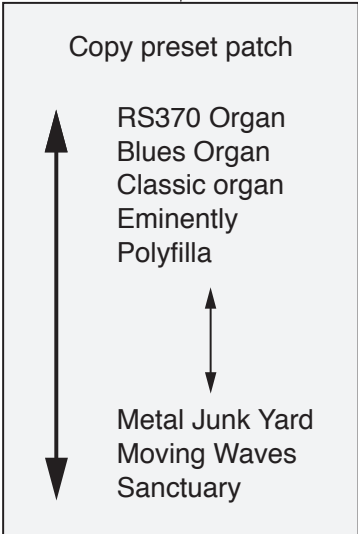 Copy preset patch
RS370 Organ
Blues Organ
Classic organ
Eminently
Polyfilla
Metal Junk Yard
Moving Waves
Sanctuary